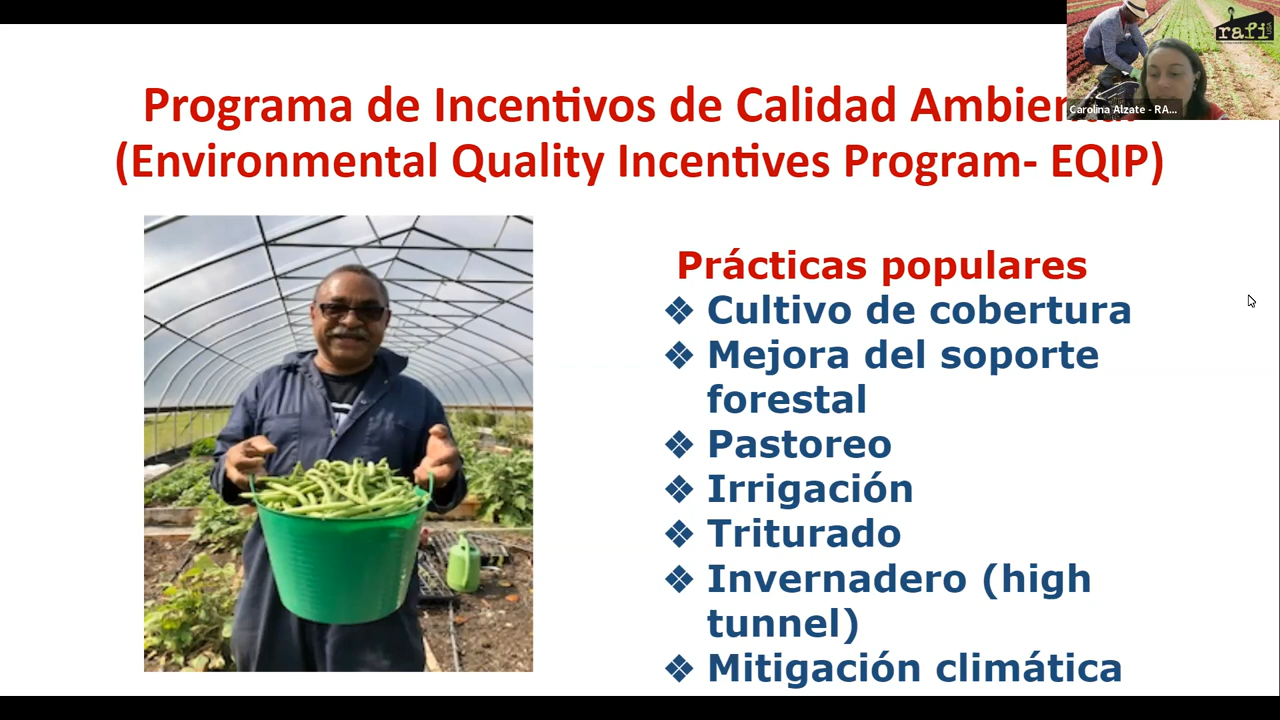 Programa de Incentivos de Calidad
(Environmental Quality Incentives Program- EQIP)
rafi
USA
Carolina Alzate - RA...
Prácticas populares
❖ Cultivo de cobertura
❖ Mejora del soporte
forestal
❖ Pastoreo
❖ Irrigación
❖ Triturado
❖ Invernadero (high
tunnel)
❖ Mitigación climática